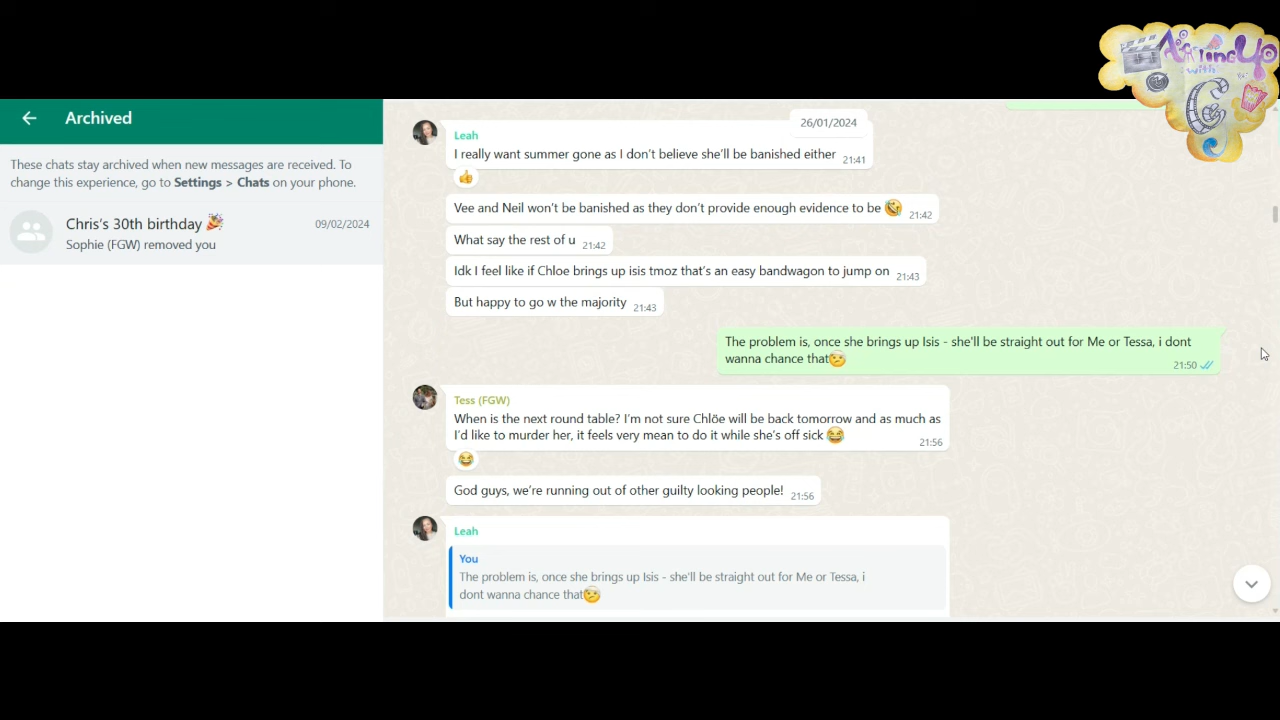 Acting Up
with
Archived
These chats stay archived when new messages are received. To
change this experience, go to Settings > Chats on your phone.
Chris's 30th birthday 🎉
09/02/2024
Sophie (FGW) removed you
26/01/2024
Leah
I really want summer gone as I don't believe she'll be banished either
21:41
👍
Vee and Neil won't be banished as they don't provide enough evidence to be 🤣
21:42
What say the rest of u
21:42
Idk I feel like if Chloe brings up isis tmoz that's an easy bandwagon to jump on
21:43
But happy to go w the majority
21:43
The problem is, once she brings up Isis - she'll be straight out for Me or Tessa, i dont
wanna chance that🤕
21:50
Tess (FGW)
When is the next round table? I'm not sure Chlöe will be back tomorrow and as much as
I'd like to murder her, it feels very mean to do it while she's off sick 😂
21:56
😂
God guys, we're running out of other guilty looking people!
21:56
Leah
You
The problem is, once she brings up Isis - she'll be straight out for Me or Tessa, i
dont wanna chance that🤕